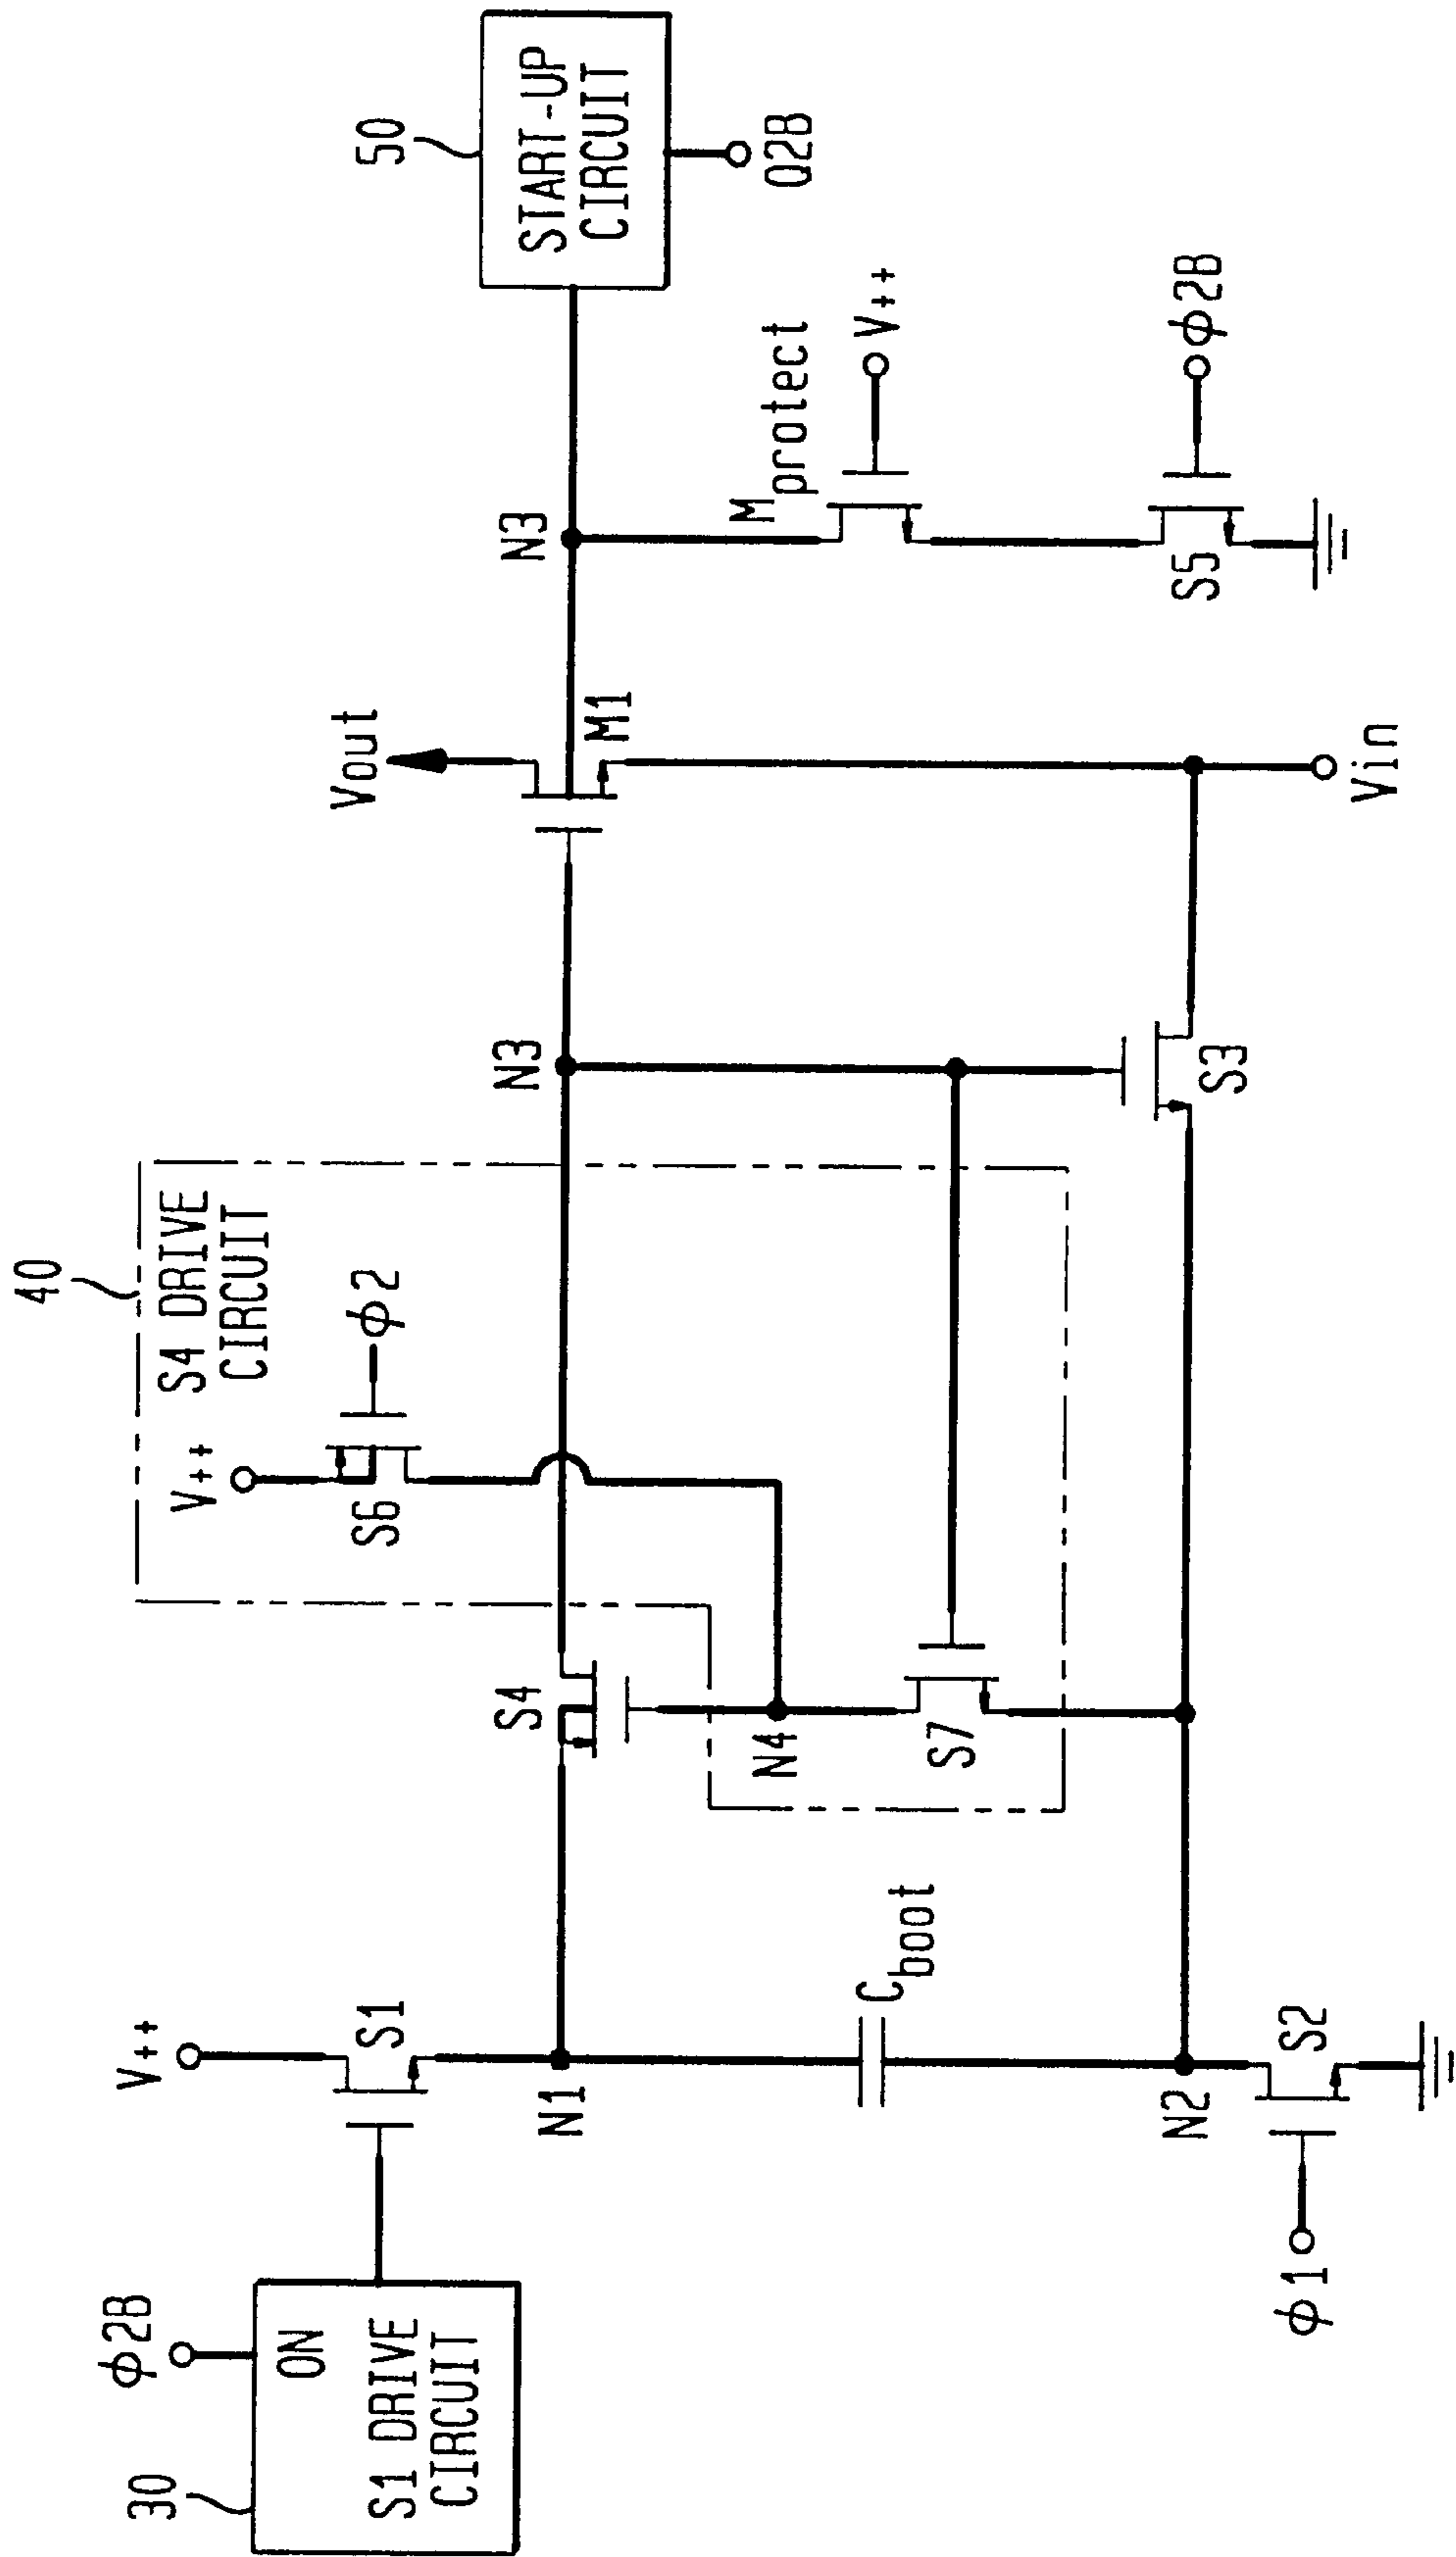 40
V++
S4 DRIVE
CIRCUIT
ϕ2
S6
Vout
50
START-UP
CIRCUIT
Q2B
30
ϕ2B
ON
S1 DRIVE
CIRCUIT
V++
S1
N1
S4
N3
M1
N3
Mprotect
V++
N4
S7
Cboot
ϕ1
N2
S2
S3
Vin
S5
ϕ2B